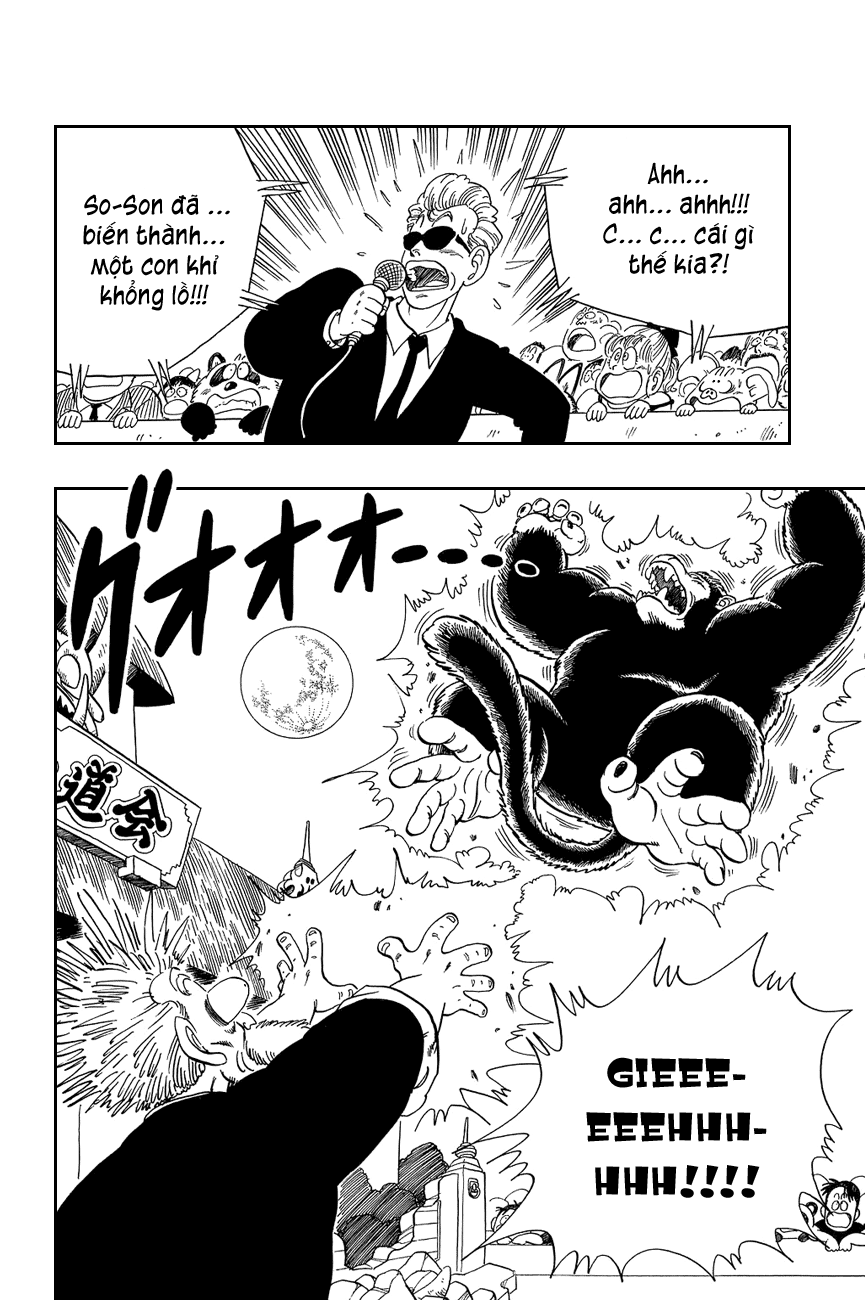 Ahh...
ahh... ahhh!!!
C... c... cái gì
thế kia?!
So-Son đã ...
biến thành...
Một con khỉ
khổng lồ!!!
グオオオー---
道会
GIEEE-
EEEHHH-
HHH!!!!